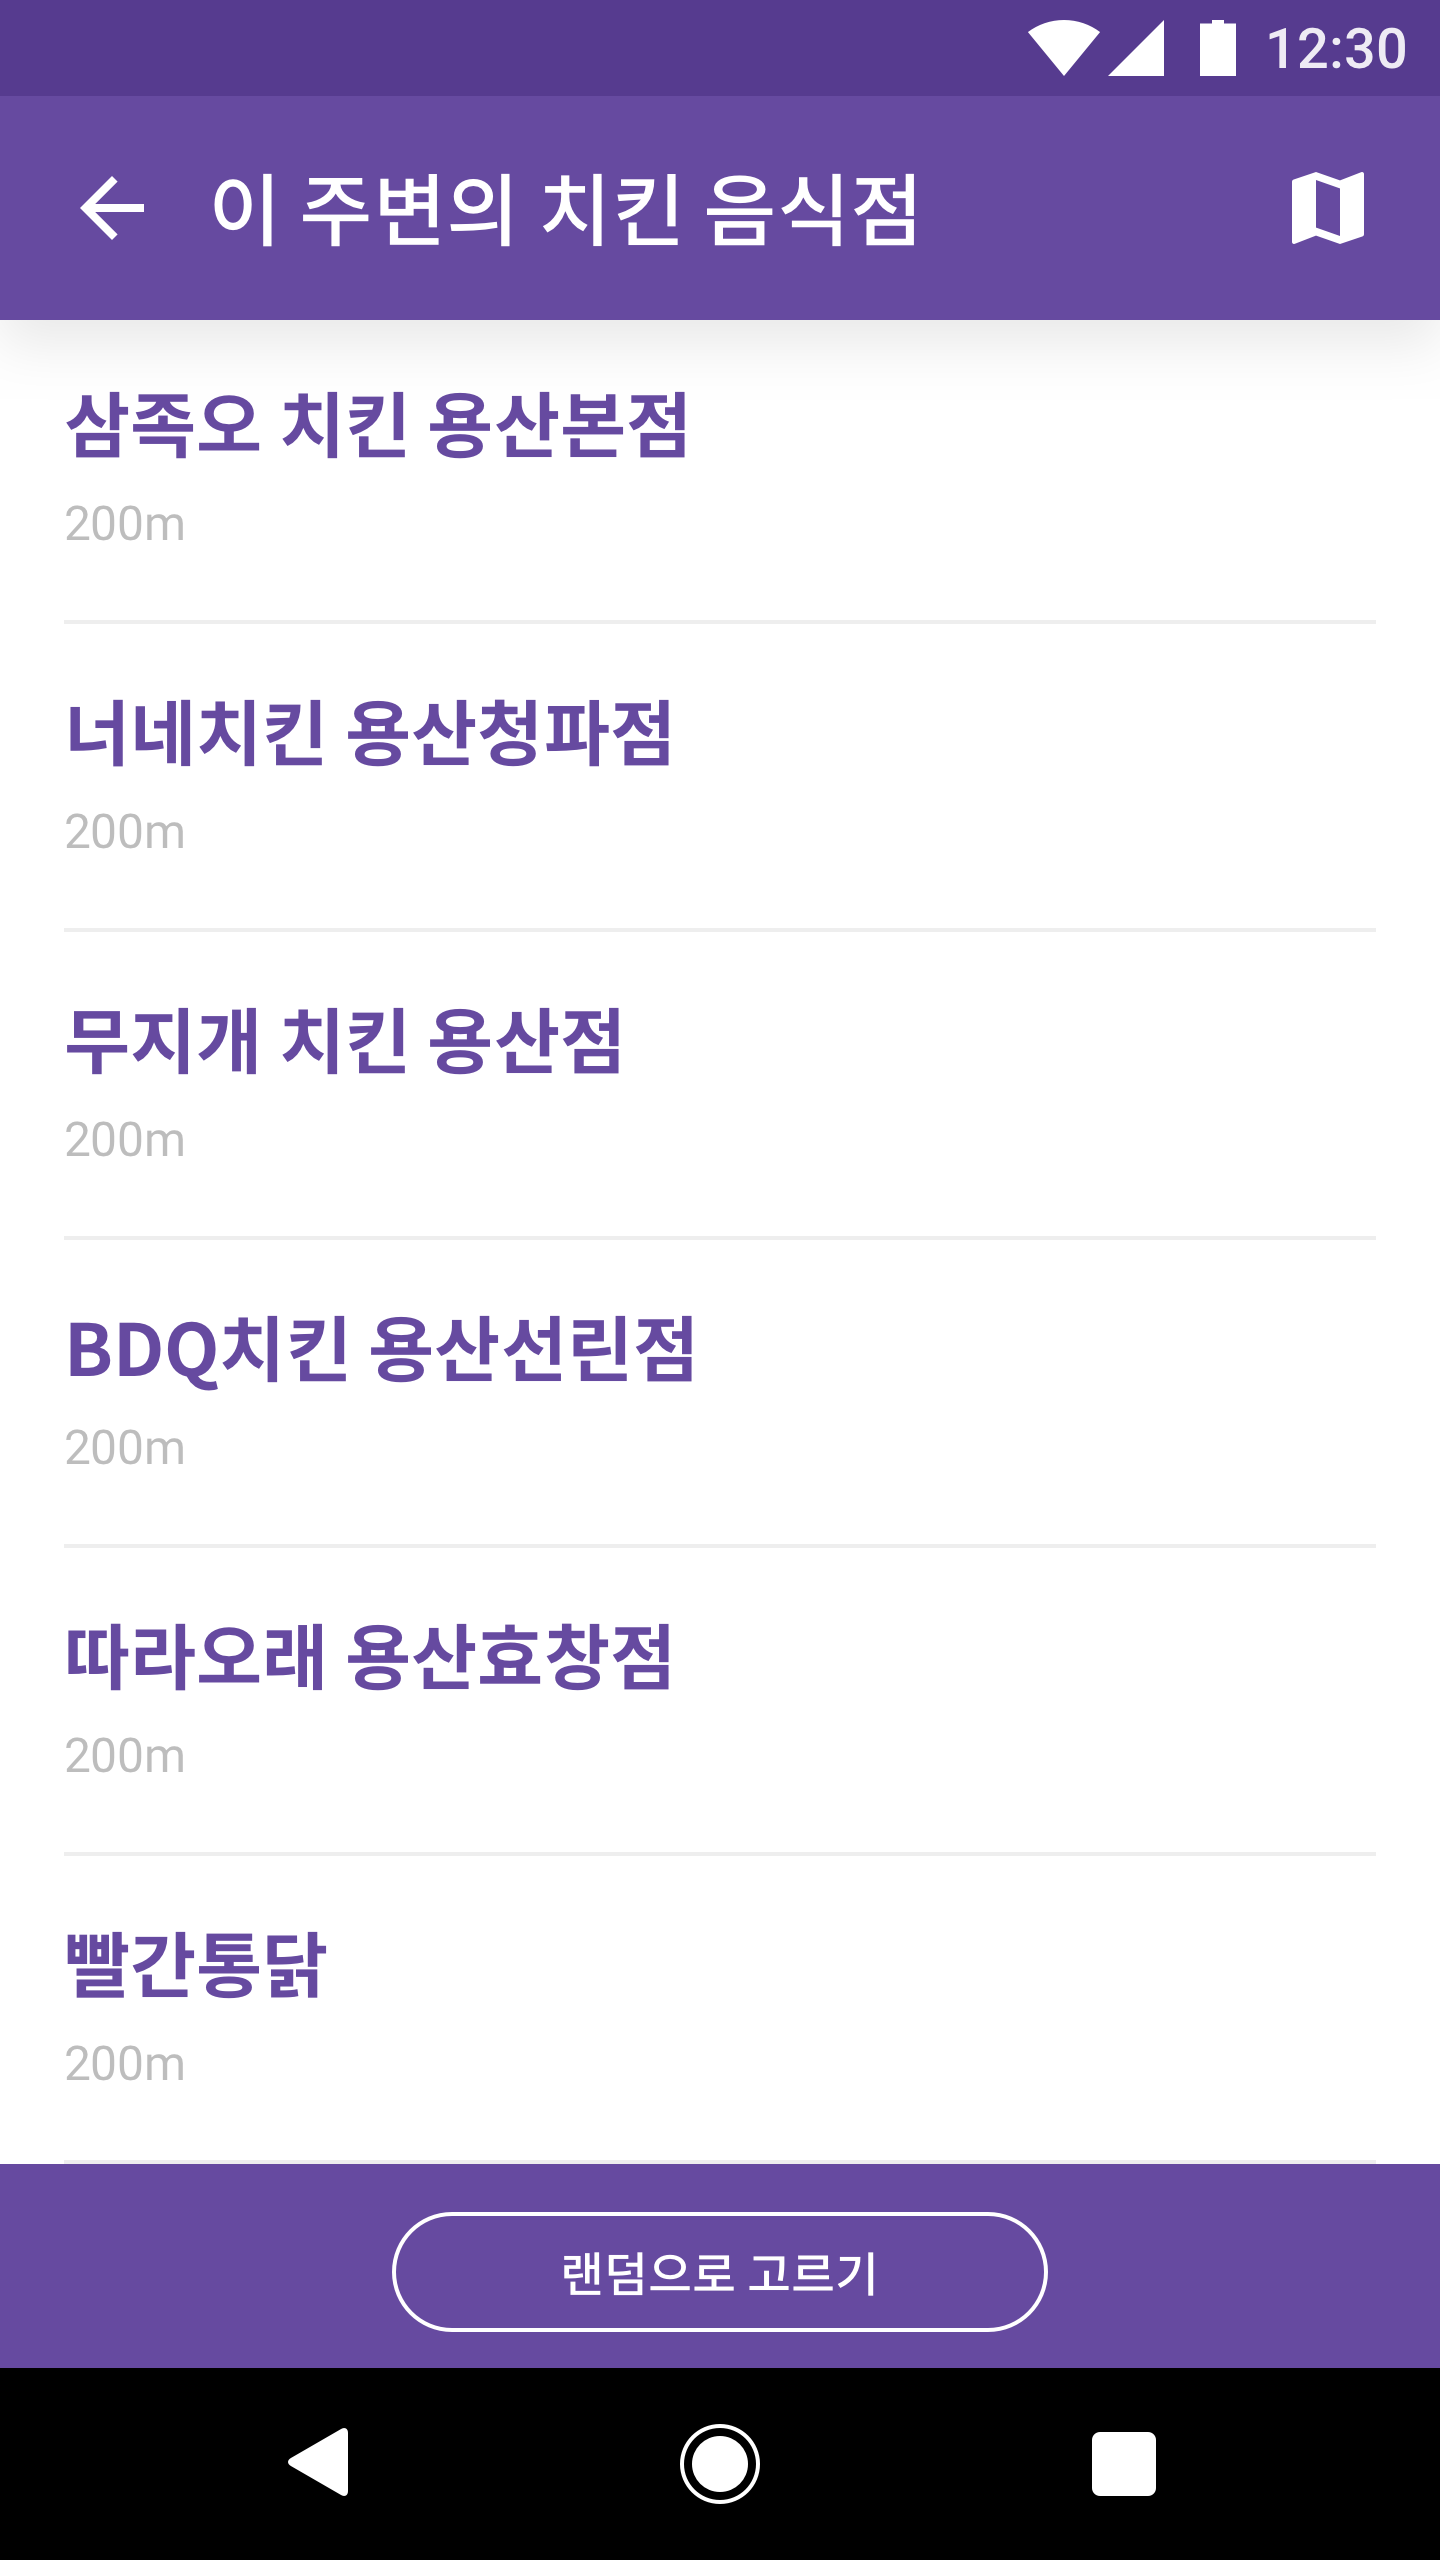 12:30
이 주변의 치킨 음식점
삼족오 치킨 용산본점
200m
너네치킨 용산청파점
200m
무지개 치킨 용산점
200m
BDQ치킨 용산선린점
200m
따라오래 용산효창점
200m
빨간통닭
200m
랜덤으로 고르기